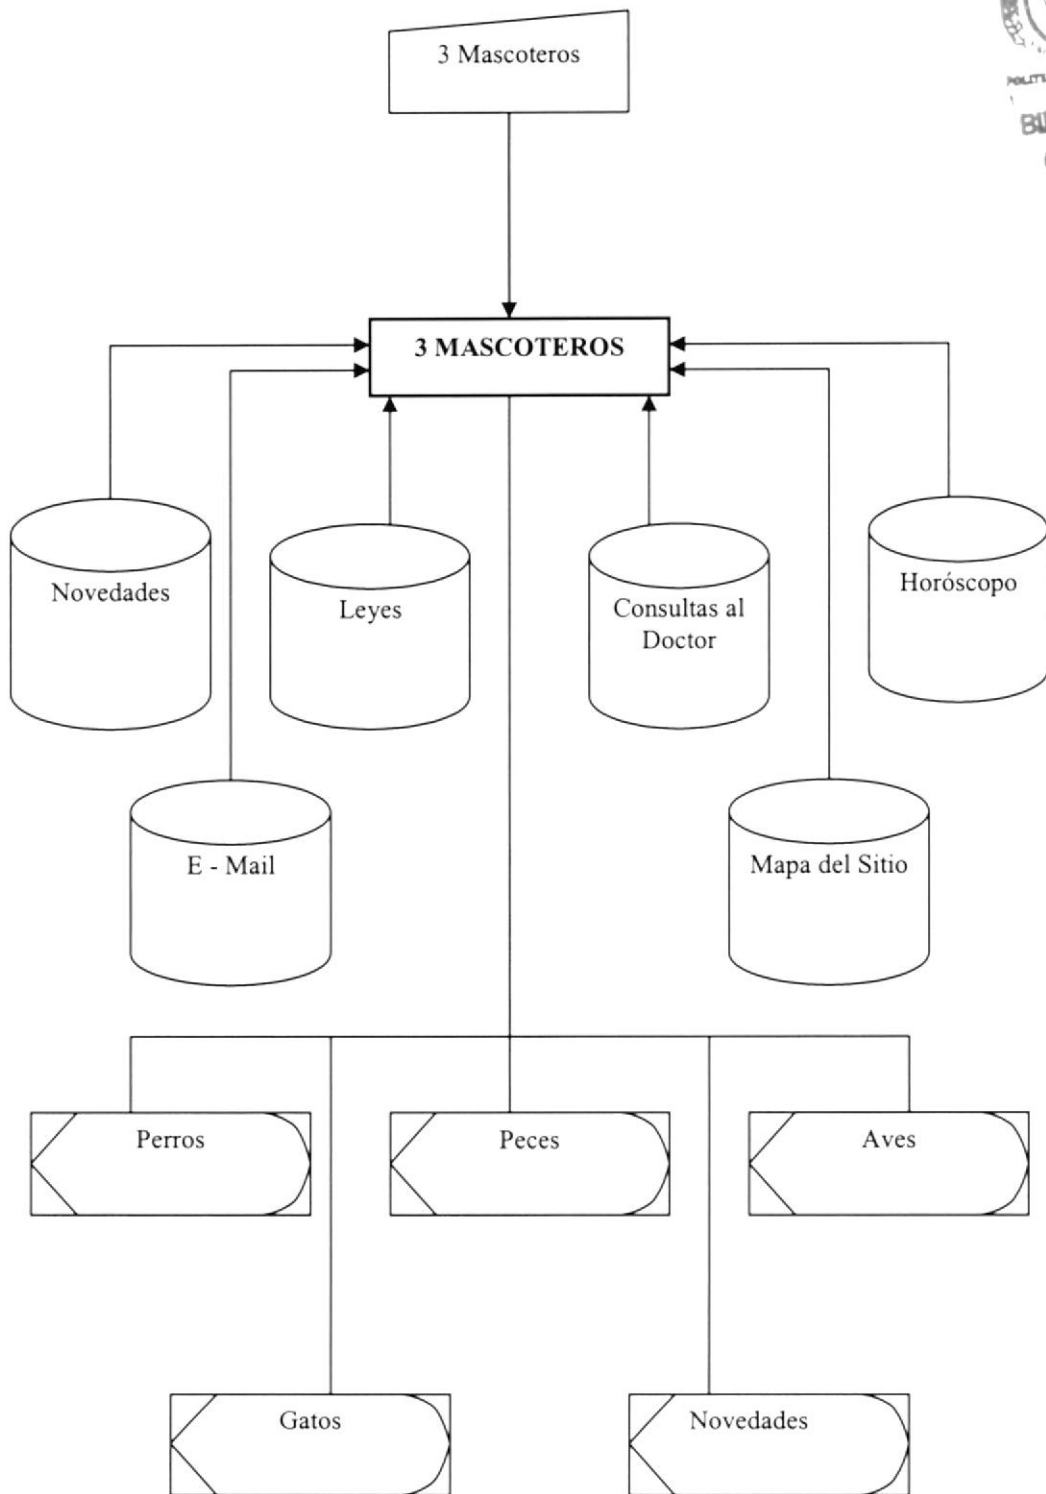 3 Mascoteros
3 MASCOTEROS
Novedades
Leyes
Consultas al
Doctor
Horóscopo
E - Mail
Mapa del Sitio
Perros
Peces
Aves
Gatos
Novedades